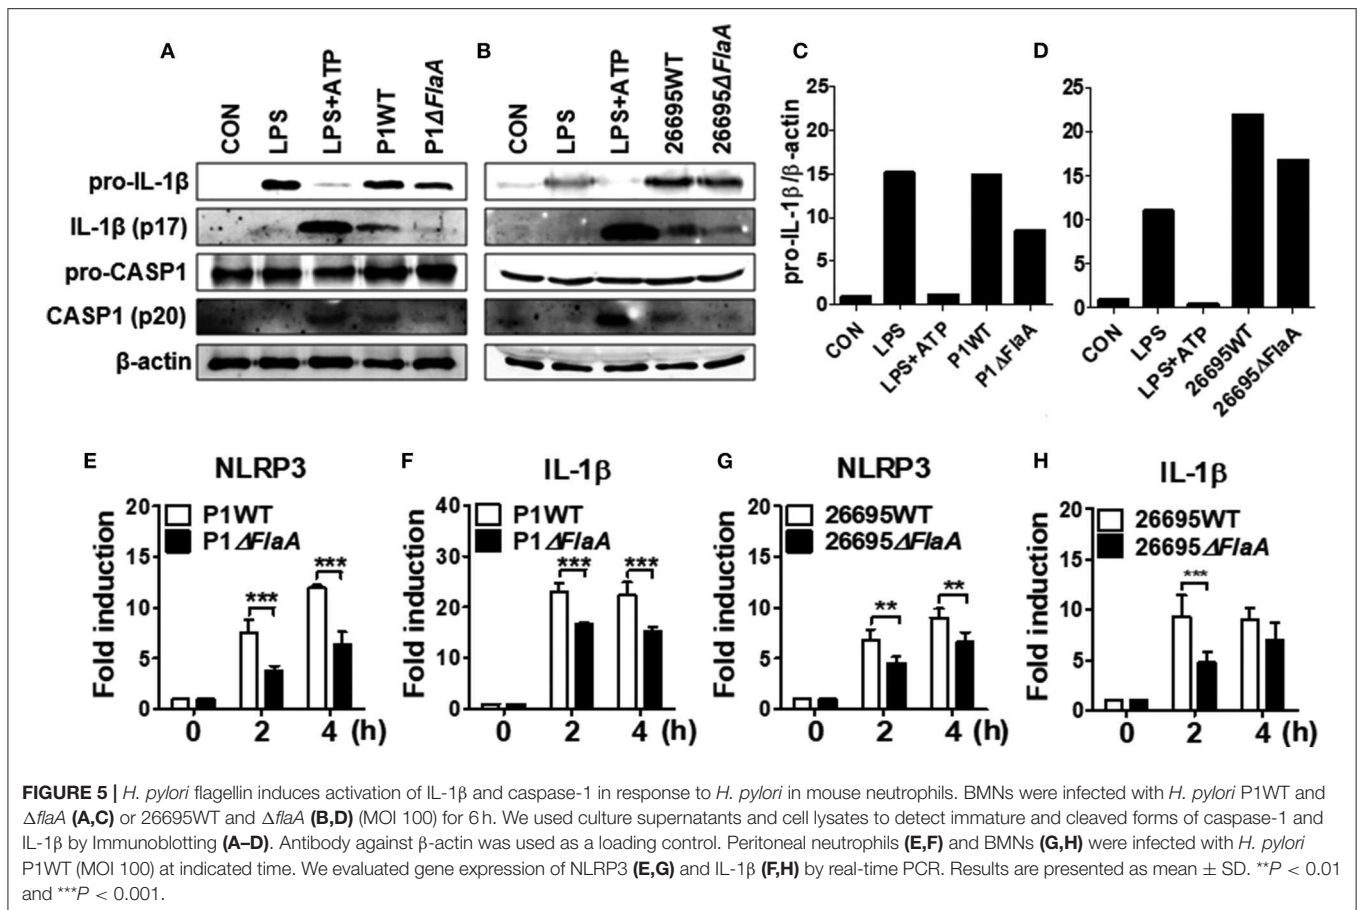 A
B
C
D
CON
LPS
LPS+ATP
P1WT
P1ΔFlaA
CON
LPS
LPS+ATP
26695WT
26695ΔFlaA
pro-IL-1β
IL-1β (p17)
pro-CASP1
CASP1 (p20)
β-actin
pro-IL-1β/β-actin
25
20
15
10
5
0
CON
LPS
LPS+ATP
P1WT
P1ΔFlaA
25
20
15
10
5
0
CON
LPS
LPS+ATP
26695WT
26695ΔFlaA
E
NLRP3
Fold induction
20
15
10
5
0
P1WT
P1ΔFlaA
***
***
0 2 4 (h)
F
IL-1β
Fold induction
40
30
20
10
0
P1WT
P1ΔFlaA
***
***
0 2 4 (h)
G
NLRP3
Fold induction
20
15
10
5
0
26695WT
26695ΔFlaA
**
**
0 2 4 (h)
H
IL-1β
Fold induction
20
15
10
5
0
26695WT
26695ΔFlaA
***
0 2 4 (h)
FIGURE 5 | H. pylori flagellin induces activation of IL-1β and caspase-1 in response to H. pylori in mouse neutrophils. BMNs were infected with H. pylori P1WT and
ΔflaA (A,C) or 26695WT and ΔflaA (B,D) (MOI 100) for 6 h. We used culture supernatants and cell lysates to detect immature and cleaved forms of caspase-1 and
IL-1β by Immunoblotting (A–D). Antibody against β-actin was used as a loading control. Peritoneal neutrophils (E,F) and BMNs (G,H) were infected with H. pylori
P1WT (MOI 100) at indicated time. We evaluated gene expression of NLRP3 (E,G) and IL-1β (F,H) by real-time PCR. Results are presented as mean ± SD. **P < 0.01
and ***P < 0.001.